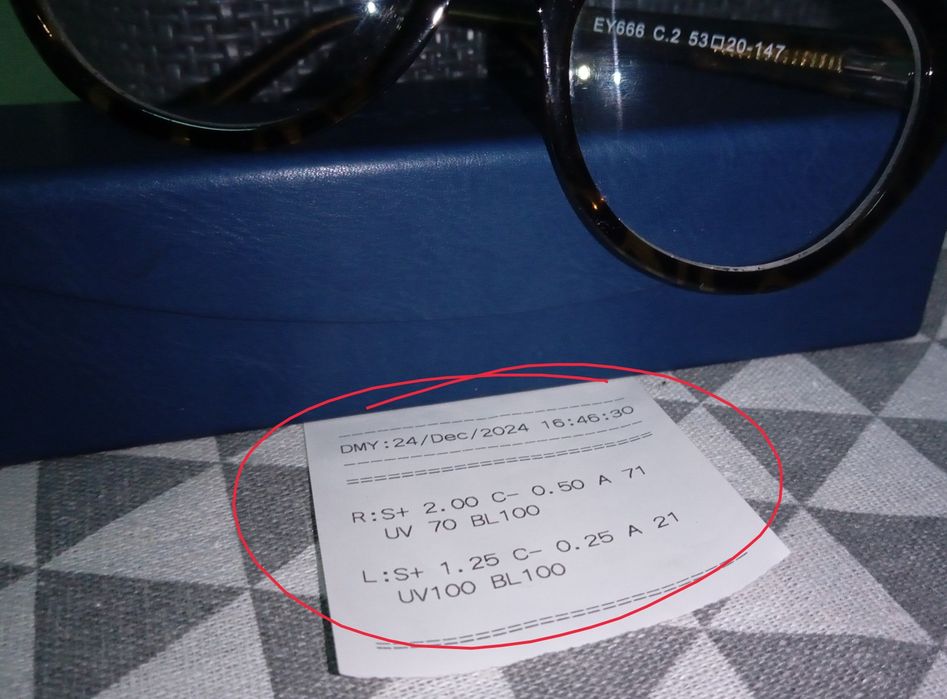 EY666 C.2 53□20-147
DMY:24/Dec/2024 16:46:30
R:S+ 2.00 C- 0.50 A 71
UV 70 BL100
L:S+ 1.25 C- 0.25 A 21
UV100 BL100